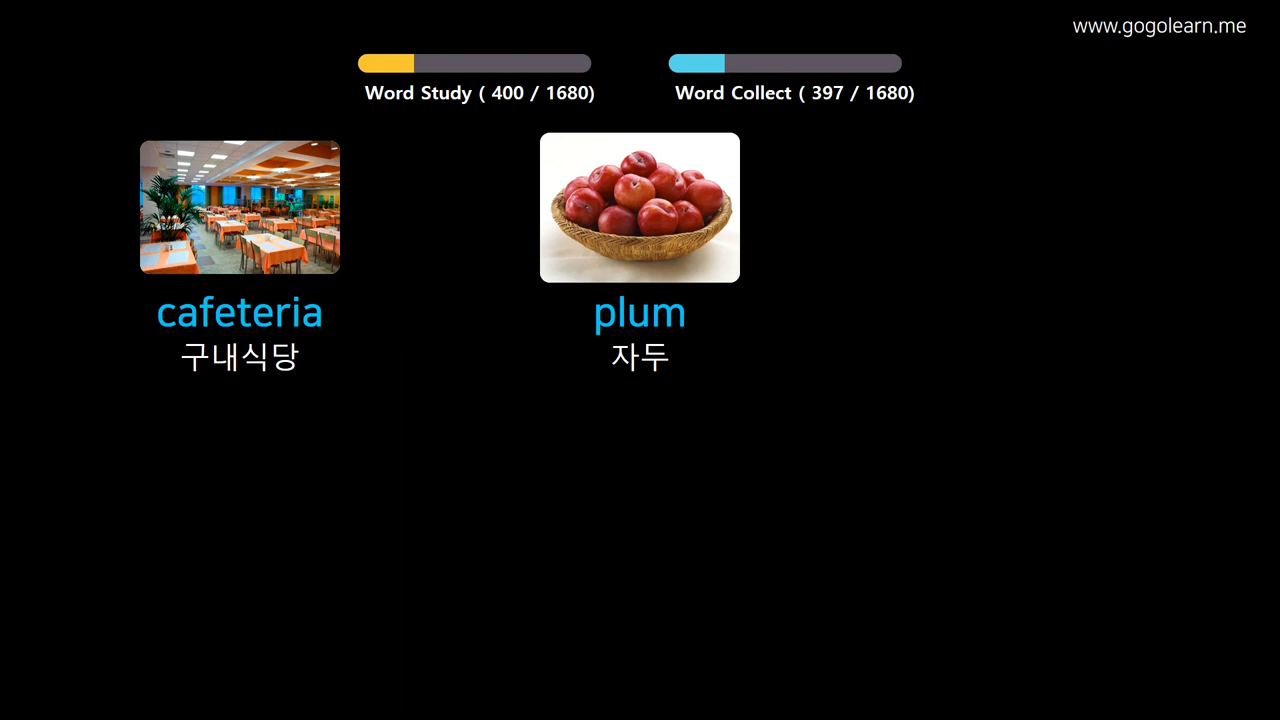 www.gogolearn.me
Word Study ( 400 / 1680)
Word Collect ( 397 / 1680)
cafeteria
구내식당
plum
자두